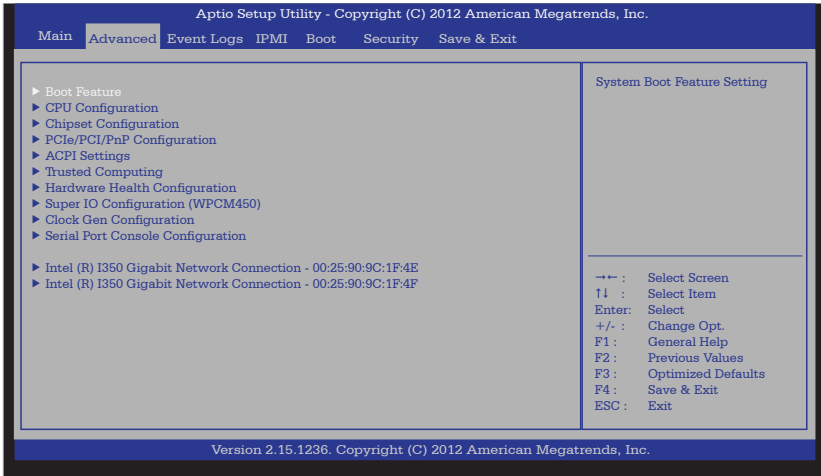 Aptio Setup Utility - Copyright (C) 2012 American Megatrends, Inc.
Main Advanced Event Logs IPMI Boot Security Save & Exit
▶ Boot Feature
▶ CPU Configuration
▶ Chipset Configuration
▶ PCIe/PCI/PnP Configuration
▶ ACPI Settings
▶ Trusted Computing
▶ Hardware Health Configuration
▶ Super IO Configuration (WPCM450)
▶ Clock Gen Configuration
▶ Serial Port Console Configuration
▶ Intel (R) I350 Gigabit Network Connection - 00:25:90:9C:1F:4E
▶ Intel (R) I350 Gigabit Network Connection - 00:25:90:9C:1F:4F
System Boot Feature Setting
→← : Select Screen
↑↓ : Select Item
Enter: Select
+/- : Change Opt.
F1 : General Help
F2 : Previous Values
F3 : Optimized Defaults
F4 : Save & Exit
ESC : Exit
Version 2.15.1236. Copyright (C) 2012 American Megatrends, Inc.